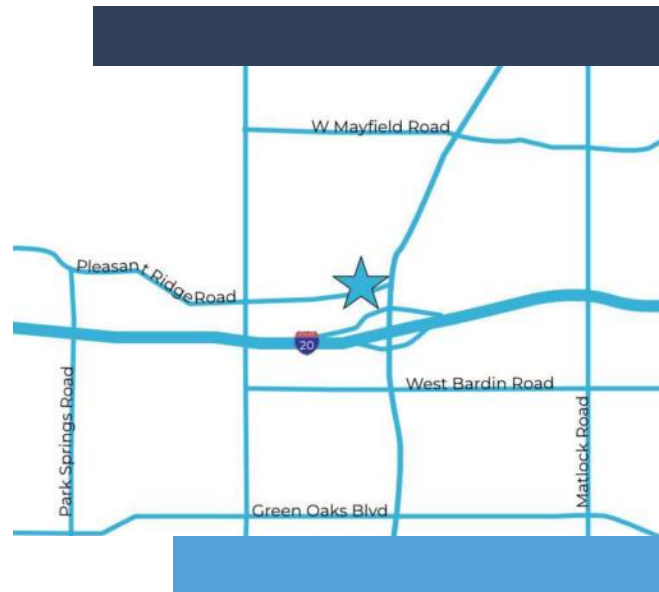 W Mayfield Road
Pleasant Ridge Road
20
West Bardin Road
Park Springs Road
Matlock Road
Green Oaks Blvd